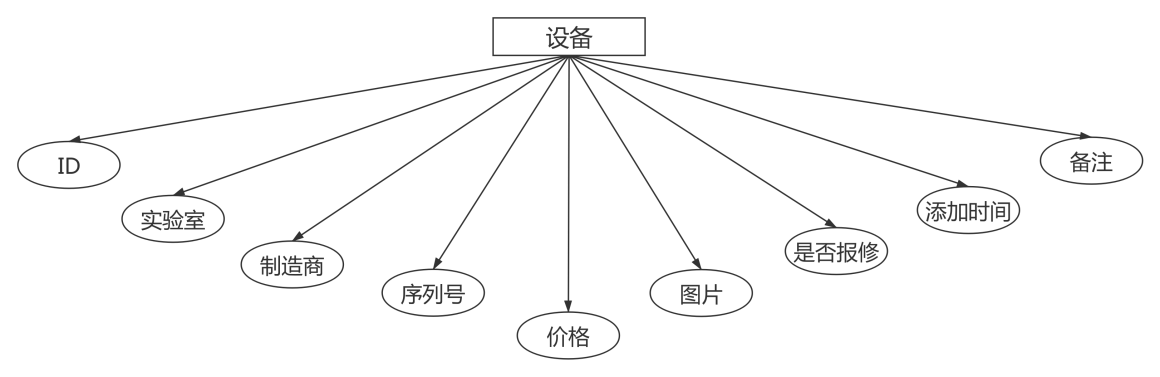 设备
ID
实验室
制造商
序列号
价格
图片
是否报修
添加时间
备注